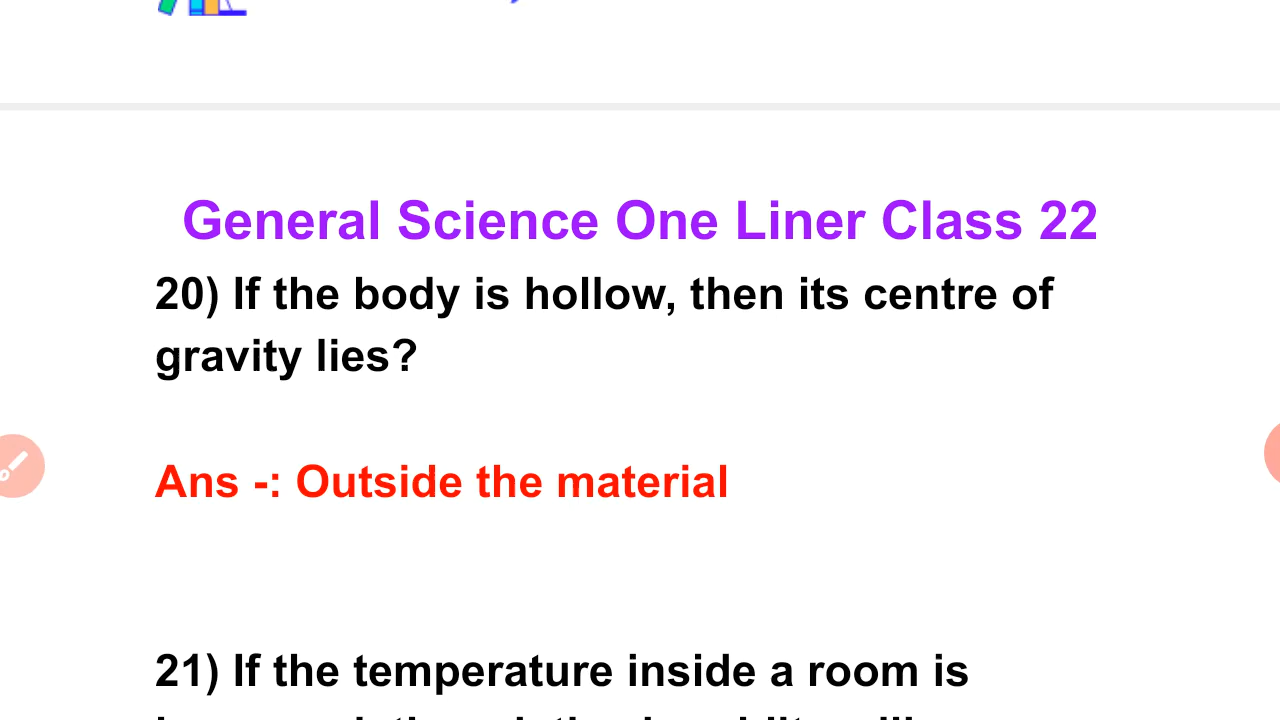 General Science One Liner Class 22
20) If the body is hollow, then its centre of
gravity lies?
Ans -: Outside the material
21) If the temperature inside a room is